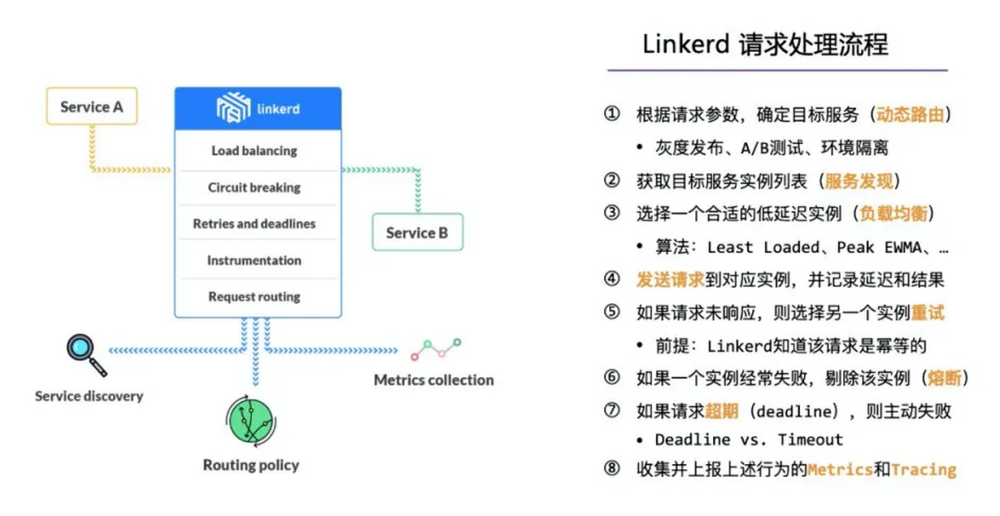 Linkerd 请求处理流程
Service A
linkerd
Load balancing
Circuit breaking
Retries and deadlines
Instrumentation
Request routing
Service B
Service discovery
Metrics collection
Routing policy
① 根据请求参数，确定目标服务（动态路由）
• 灰度发布、A/B测试、环境隔离
② 获取目标服务实例列表（服务发现）
③ 选择一个合适的低延迟实例（负载均衡）
• 算法：Least Loaded、Peak EWMA、…
④ 发送请求到对应实例，并记录延迟和结果
⑤ 如果请求未响应，则选择另一个实例重试
• 前提：Linkerd知道该请求是幂等的
⑥ 如果一个实例经常失败，剔除该实例（熔断）
⑦ 如果请求超期（deadline），则主动失败
• Deadline vs. Timeout
⑧ 收集并上报上述行为的Metrics和Tracing